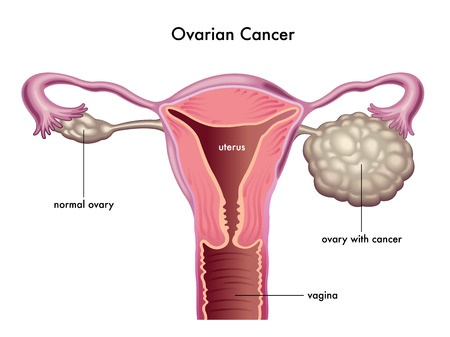 Ovarian Cancer
uterus
normal ovary
ovary with cancer
vagina